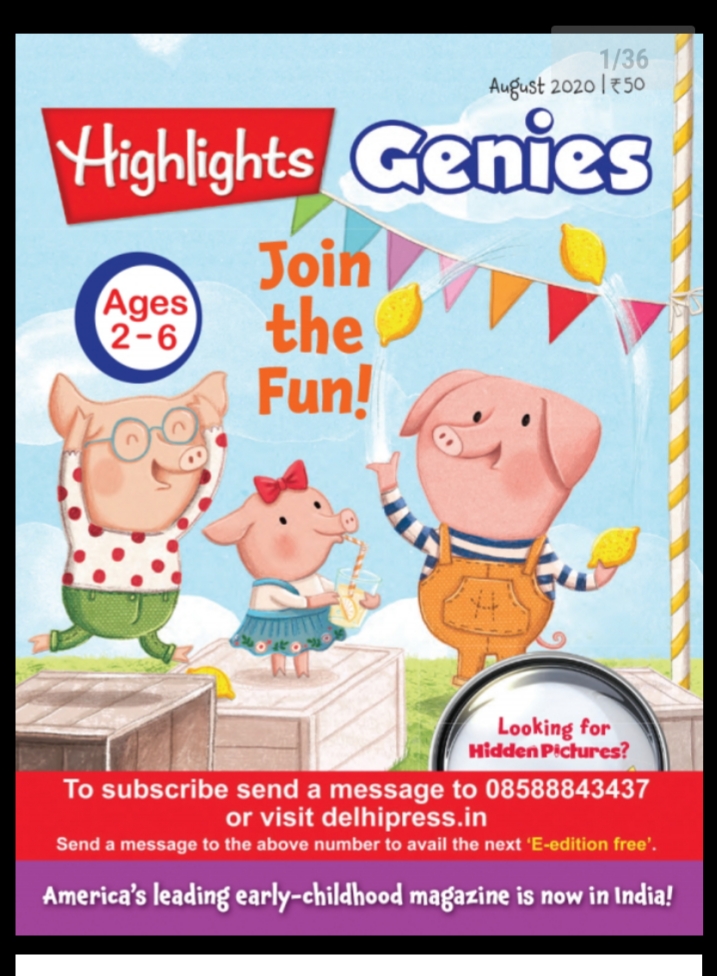 1/36
August 2020 | ₹50
Highlights Genies
Ages
2-6
Join
the
Fun!
Looking for
Hidden Pictures?
To subscribe send a message to 08588843437
or visit delhipress.in
Send a message to the above number to avail the next 'E-edition free'.
America's leading early-childhood magazine is now in India!